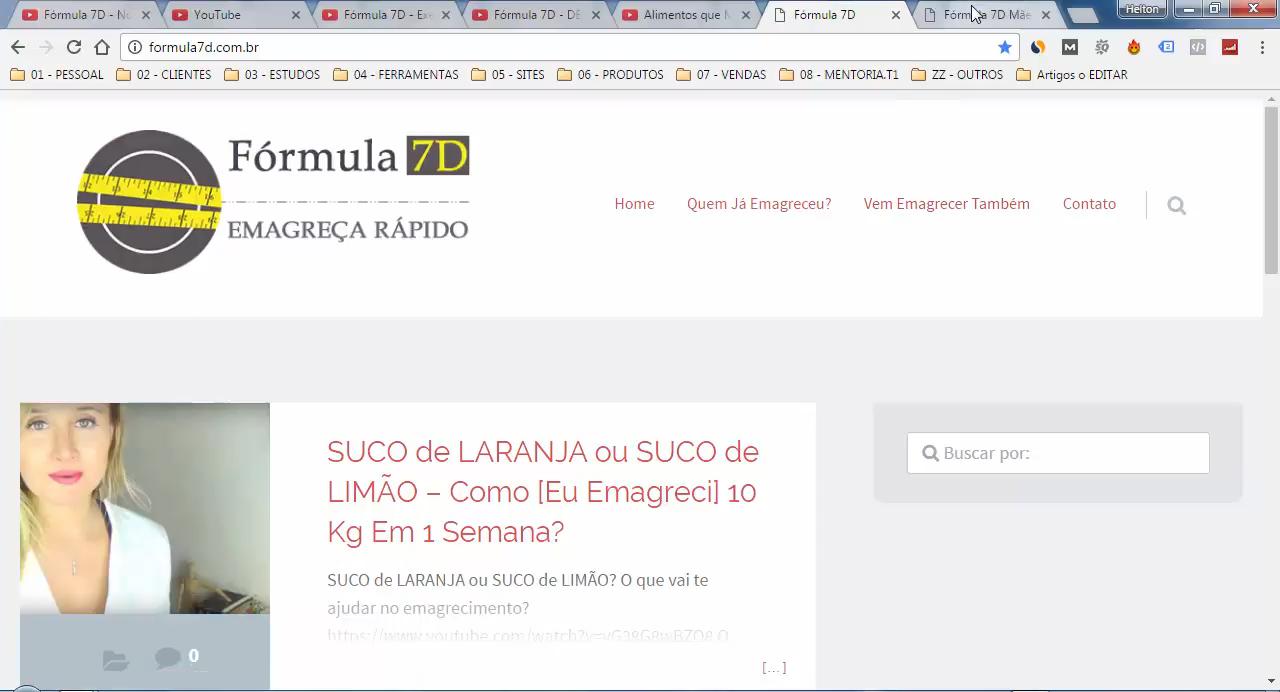 Fórmula 7D - No
YouTube
Fórmula 7D - Exe
Fórmula 7D - DE
Alimentos que M
Fórmula 7D
Fórmula 7D Mãe
Helton
formula7d.com.br
01 - PESSOAL 02 - CLIENTES 03 - ESTUDOS 04 - FERRAMENTAS 05 - SITES 06 - PRODUTOS 07 - VENDAS 08 - MENTORIA.T1 ZZ - OUTROS Artigos o EDITAR
Fórmula 7D
EMAGREÇA RÁPIDO
Home Quem Já Emagreceu? Vem Emagrecer Também Contato
SUCO de LARANJA ou SUCO de
LIMÃO – Como [Eu Emagreci] 10
Kg Em 1 Semana?
SUCO de LARANJA ou SUCO de LIMÃO? O que vai te
ajudar no emagrecimento?
[...]
0
Buscar por: